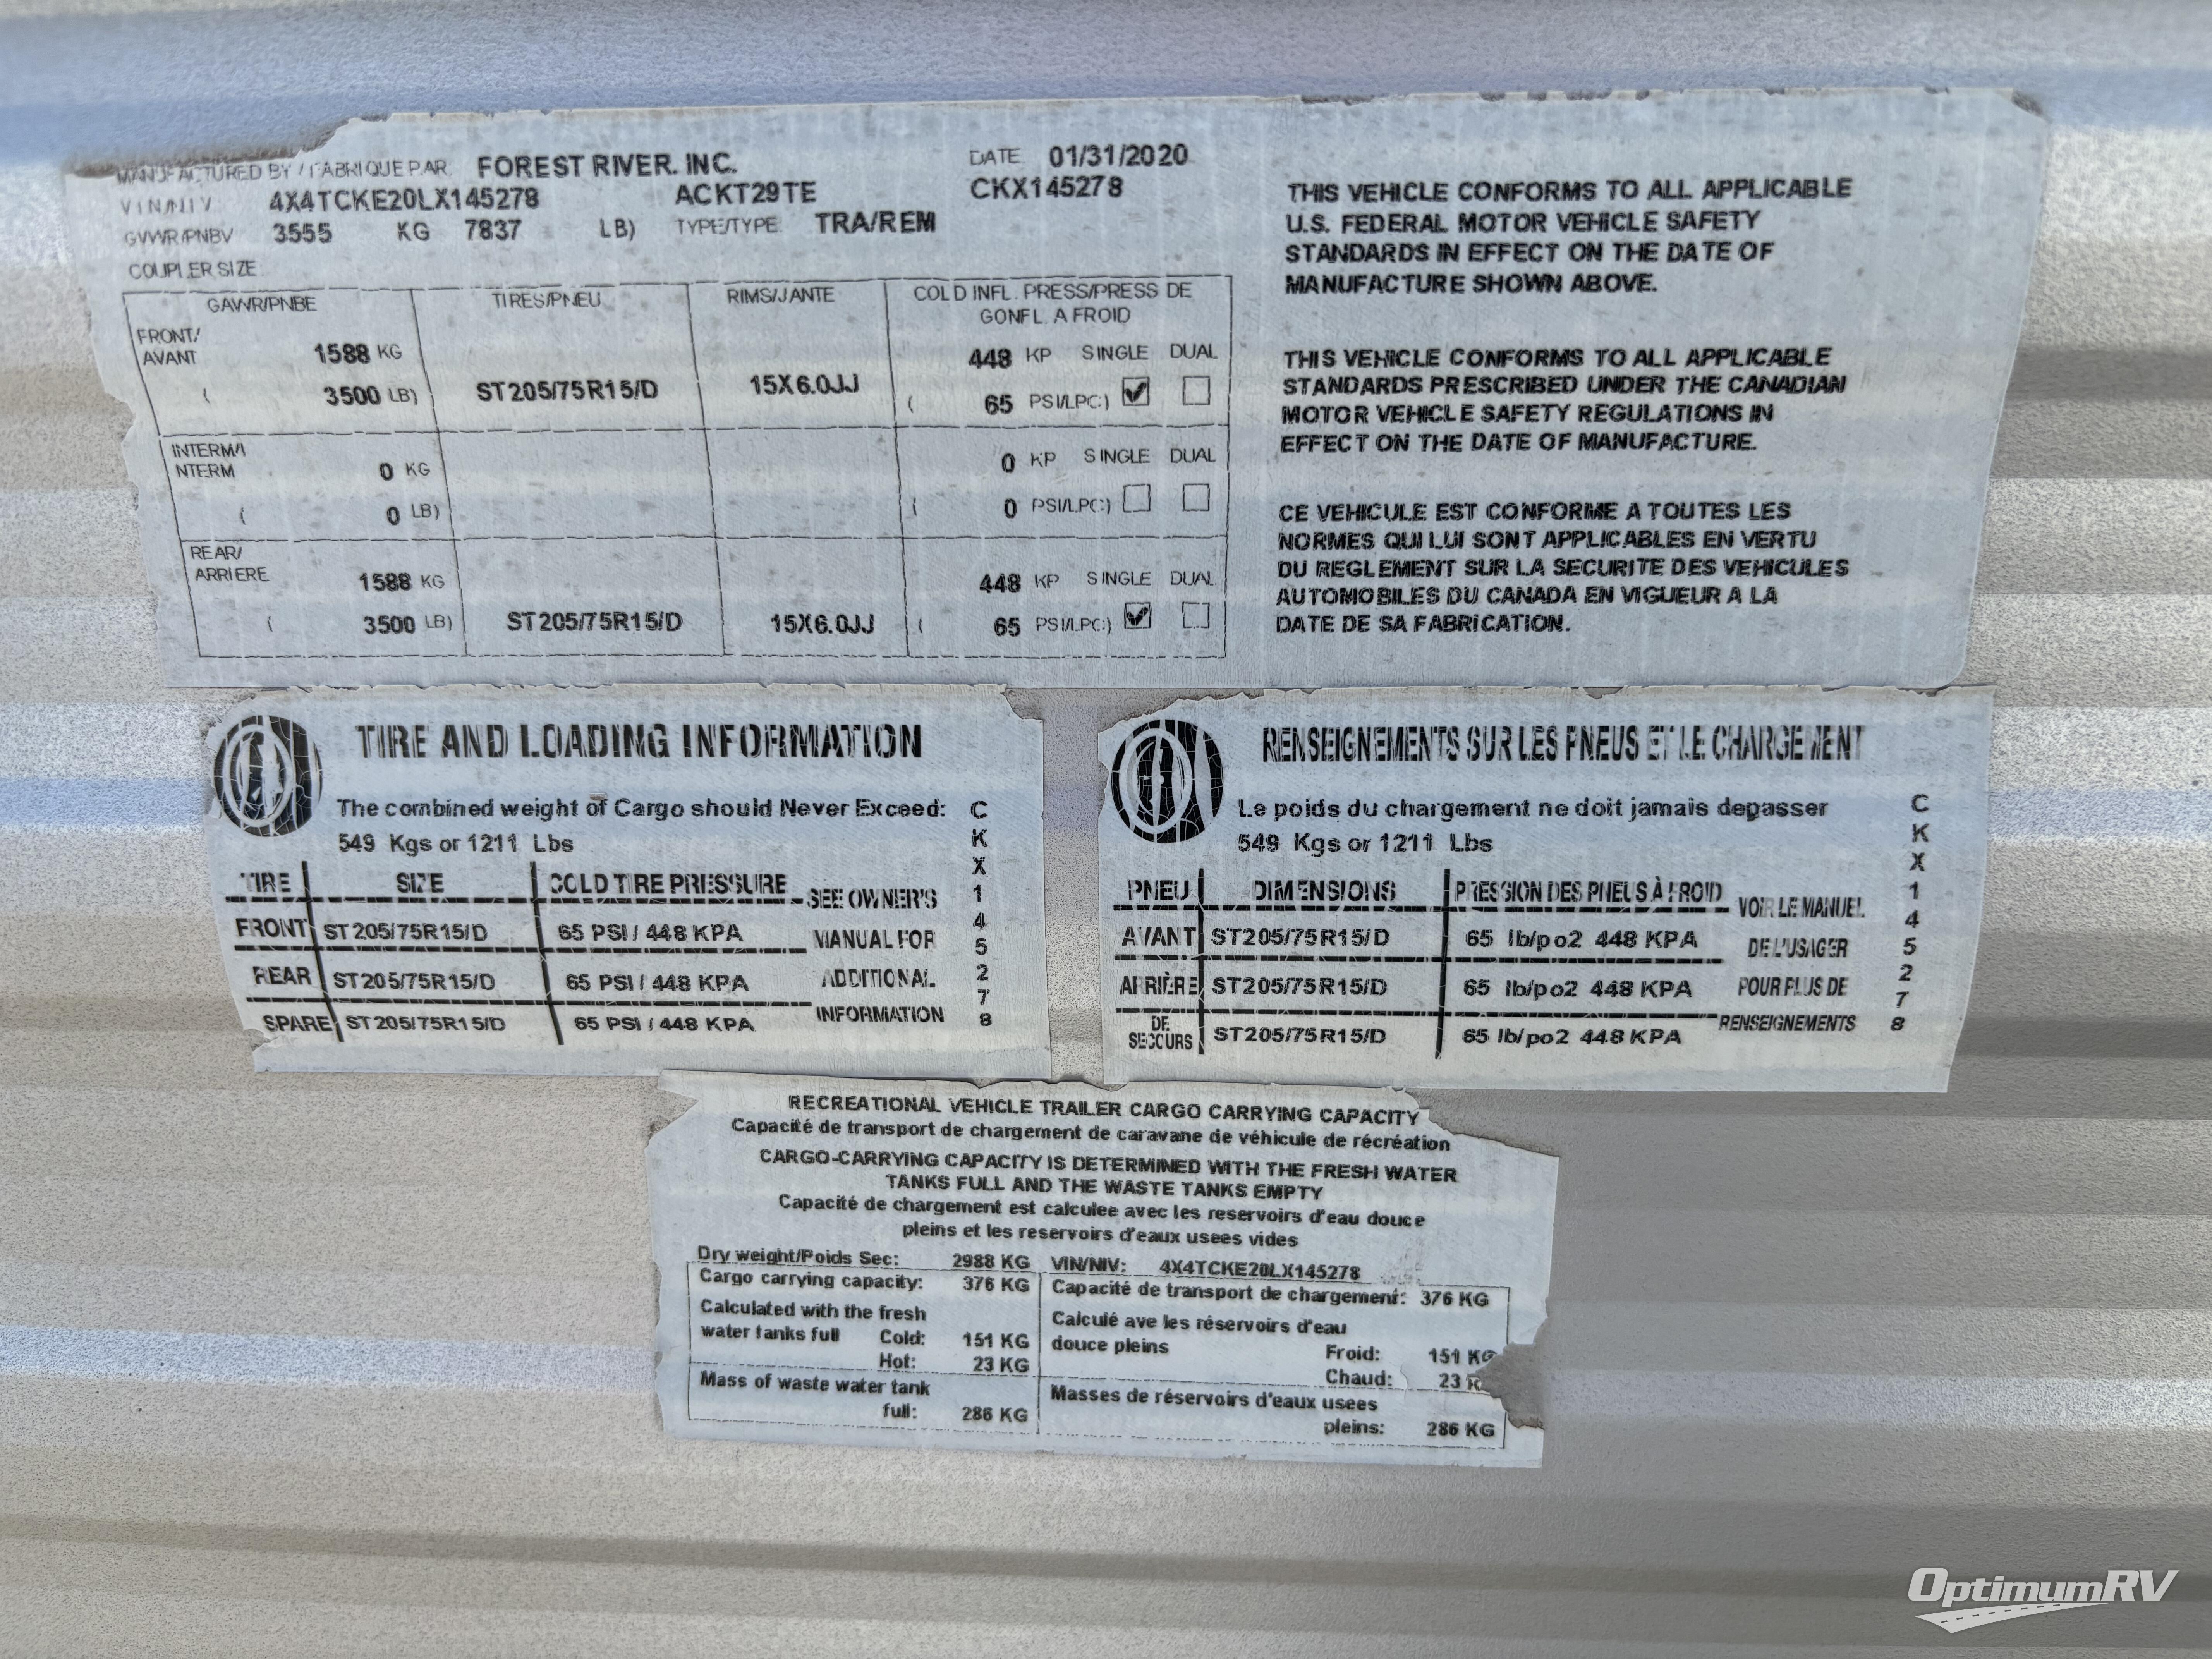 MANUFACTURED BY / FABRIQUE PAR FOREST RIVER, INC. DATE 01/31/2020
VIN/NIV 4X4TCKE20LX145278 ACKT29TE CKX145278
GVWR/PNBV 3555 KG 7837 LB) TYPE/TYPE: TRA/REM
COUPLER SIZE
GAWR/PNBE TIRES/PNEU RIMS/JANTE COLD INFL. PRESS/PRESS DE
GONFL. A FROID
FRONT/
AVANT 1588 KG 448 KP SINGLE DUAL
( 3500 LB) ST205/75R15/D 15X6.0JJ ( 65 PSI/LPC)
INTERM/I
NTERM 0 KG 0 KP SINGLE DUAL
( 0 LB) ( 0 PSI/LPC)
REAR/
ARRIERE 1588 KG 448 KP SINGLE DUAL
( 3500 LB) ST205/75R15/D 15X6.0JJ ( 65 PSI/LPC)
THIS VEHICLE CONFORMS TO ALL APPLICABLE
U.S. FEDERAL MOTOR VEHICLE SAFETY
STANDARDS IN EFFECT ON THE DATE OF
MANUFACTURE SHOWN ABOVE.
THIS VEHICLE CONFORMS TO ALL APPLICABLE
STANDARDS PRESCRIBED UNDER THE CANADIAN
MOTOR VEHICLE SAFETY REGULATIONS IN
EFFECT ON THE DATE OF MANUFACTURE.
CE VEHICULE EST CONFORME A TOUTES LES
NORMES QUI LUI SONT APPLICABLES EN VERTU
DU REGLEMENT SUR LA SECURITE DES VEHICULES
AUTOMOBILES DU CANADA EN VIGUEUR A LA
DATE DE SA FABRICATION.
TIRE AND LOADING INFORMATION
The combined weight of Cargo should Never Exceed:
549 Kgs or 1211 Lbs
TIRE SIZE COLD TIRE PRESSURE
FRONT ST205/75R15/D 65 PSI / 448 KPA
REAR ST205/75R15/D 65 PSI / 448 KPA
SPARE ST205/75R15/D 65 PSI / 448 KPA
SEE OWNER'S
MANUAL FOR
ADDITIONAL
INFORMATION
CKX145278
RENSEIGNEMENTS SUR LES PNEUS ET LE CHARGEMENT
Le poids du chargement ne doit jamais depasser
549 Kgs or 1211 Lbs
PNEU DIMENSIONS PRESSION DES PNEUS À FROID
AVANT ST205/75R15/D 65 lb/po2 448 KPA
ARRIÈRE ST205/75R15/D 65 lb/po2 448 KPA
DE
SECOURS ST205/75R15/D 65 lb/po2 448 KPA
VOIR LE MANUEL
DE L'USAGER
POUR PLUS DE
RENSEIGNEMENTS
CKX145278
RECREATIONAL VEHICLE TRAILER CARGO CARRYING CAPACITY
Capacité de transport de chargement de caravane de véhicule de récréation
CARGO-CARRYING CAPACITY IS DETERMINED WITH THE FRESH WATER
TANKS FULL AND THE WASTE TANKS EMPTY
Capacité de chargement est calculee avec les reservoirs d'eau douce
pleins et les reservoirs d'eaux usees vides
Dry weight/Poids Sec: 2988 KG VIN/NIV: 4X4TCKE20LX145278
Cargo carrying capacity: 376 KG
Calculated with the fresh
water tanks full Cold: 151 KG
Hot: 23 KG
Mass of waste water tank
full: 286 KG
Capacité de transport de chargement: 376 KG
Calculé ave les réservoirs d'eau
douce pleins
Froid: 151 KG
Chaud: 23 K
Masses de réservoirs d'eaux usees
pleins: 286 KG
OptimumRV